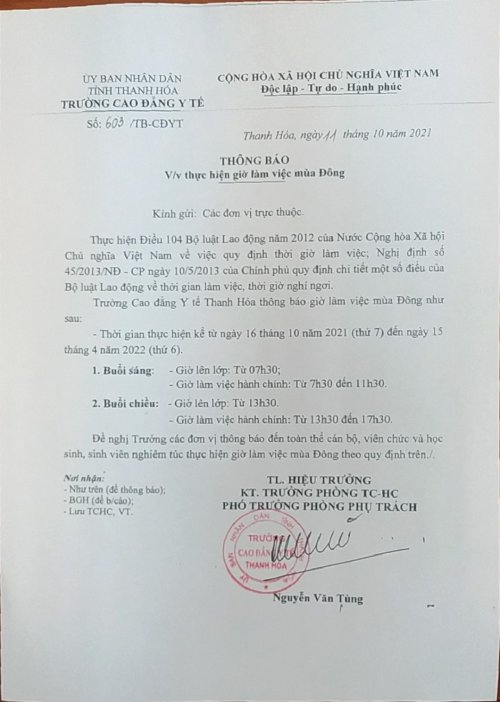 ỦY BAN NHÂN DÂN
TỈNH THANH HÓA
TRƯỜNG CAO ĐẲNG Y TẾ
Số: 603 /TB-CĐYT
CỘNG HÒA XÃ HỘI CHỦ NGHĨA VIỆT NAM
Độc lập - Tự do - Hạnh phúc
Thanh Hóa, ngày 11 tháng 10 năm 2021
THÔNG BÁO
V/v thực hiện giờ làm việc mùa Đông
Kính gửi: Các đơn vị trực thuộc.
Thực hiện Điều 104 Bộ luật Lao động năm 2012 của Nước Cộng hòa Xã hội
Chủ nghĩa Việt Nam về việc quy định thời giờ làm việc; Nghị định số
45/2013/NĐ - CP ngày 10/5/2013 của Chính phủ quy định chi tiết một số điều của
Bộ luật Lao động về thời gian làm việc, thời giờ nghỉ ngơi.
Trường Cao đẳng Y tế Thanh Hóa thông báo giờ làm việc mùa Đông như
sau:
- Thời gian thực hiện kể từ ngày 16 tháng 10 năm 2021 (thứ 7) đến ngày 15
tháng 4 năm 2022 (thứ 6).
1. Buổi sáng: - Giờ lên lớp: Từ 07h30;
- Giờ làm việc hành chính: Từ 7h30 đến 11h30.
2. Buổi chiều: - Giờ lên lớp: Từ 13h30.
- Giờ làm việc hành chính: Từ 13h30 đến 17h30.
Đề nghị Trưởng các đơn vị thông báo đến toàn thể cán bộ, viên chức và học
sinh, sinh viên nghiêm túc thực hiện giờ làm việc mùa Đông theo quy định trên./.
Nơi nhận:
- Như trên (để thông báo);
- BGH (để b/cáo);
- Lưu TCHC, VT.
TL. HIỆU TRƯỞNG
KT. TRƯỞNG PHÒNG TC-HC
PHÓ TRƯỞNG PHÒNG PHỤ TRÁCH
ỦY BAN NHÂN DÂN TỈNH
TRƯỜNG
CAO ĐẲNG Y TẾ
THANH HÓA
Nguyễn Văn Tùng